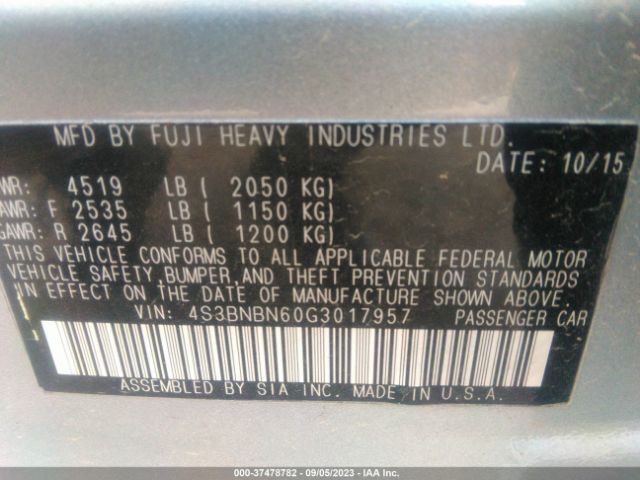 MFD BY FUJI HEAVY INDUSTRIES LTD.
DATE: 10/15
WR: 4519 LB ( 2050 KG)
AWR: F 2535 LB ( 1150 KG)
GAWR: R 2645 LB ( 1200 KG)
THIS VEHICLE CONFORMS TO ALL APPLICABLE FEDERAL MOTOR
VEHICLE SAFETY, BUMPER, AND THEFT PREVENTION STANDARDS
IN EFFECT ON THE DATE OF MANUFACTURE SHOWN ABOVE.
VIN: 4S3BNBN60G3017957 PASSENGER CAR
ASSEMBLED BY SIA INC. MADE IN U.S.A.
000-37478782 - 09/05/2023 - IAA Inc.